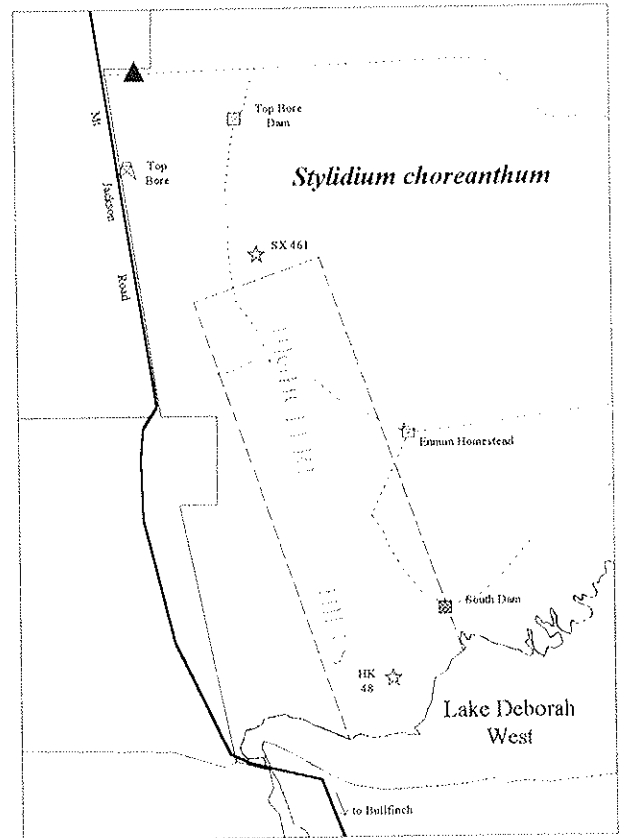 Top Bore
Dam
Mt
Jackson
Road
Top
Bore
Stylidium choreanthum
SX 461
Ennuin Homestead
South Dam
HK
48
Lake Deborah
West
to Bullfinch